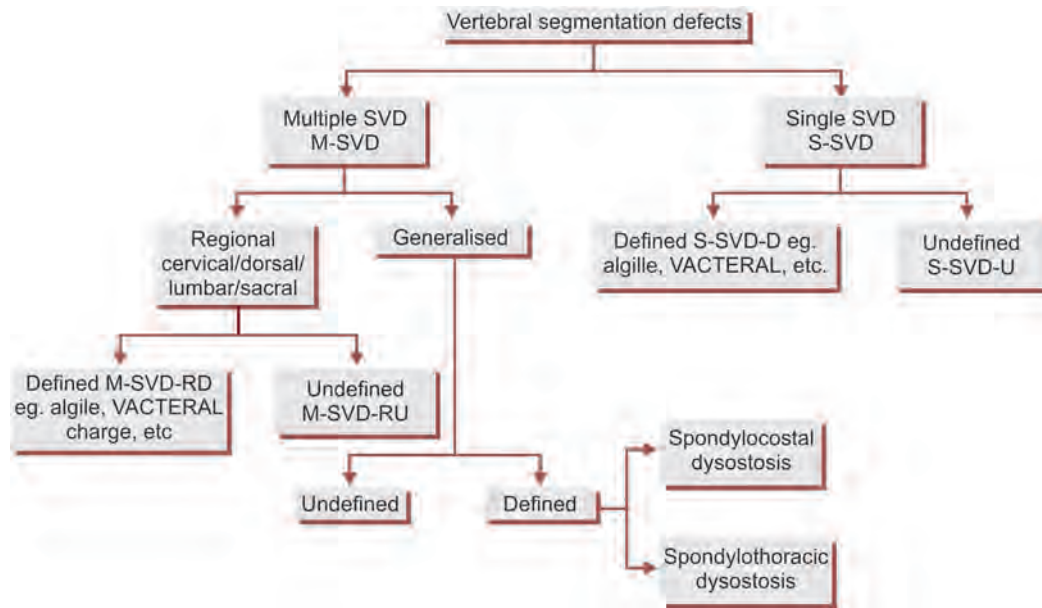 Vertebral segmentation defects
Multiple SVD
M-SVD
Single SVD
S-SVD
Regional
cervical/dorsal/
lumbar/sacral
Generalised
Defined S-SVD-D eg.
algille, VACTERAL, etc.
Undefined
S-SVD-U
Defined M-SVD-RD
eg. algile, VACTERAL
charge, etc
Undefined
M-SVD-RU
Spondylocostal
dysostosis
Undefined
Defined
Spondylothoracic
dysostosis